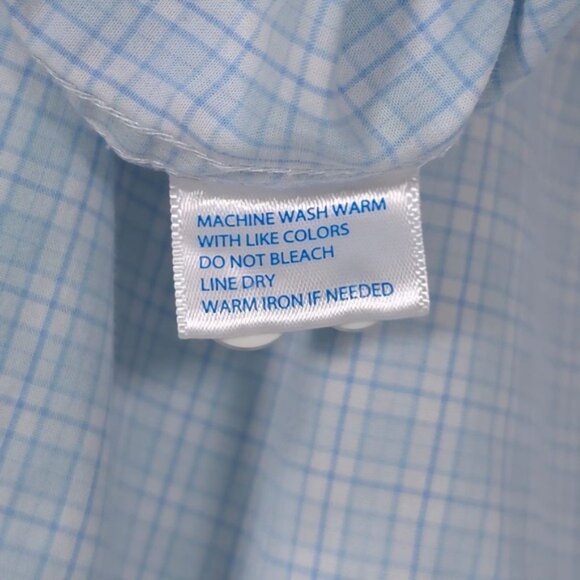 MACHINE WASH WARM
WITH LIKE COLORS
DO NOT BLEACH
LINE DRY
WARM IRON IF NEEDED